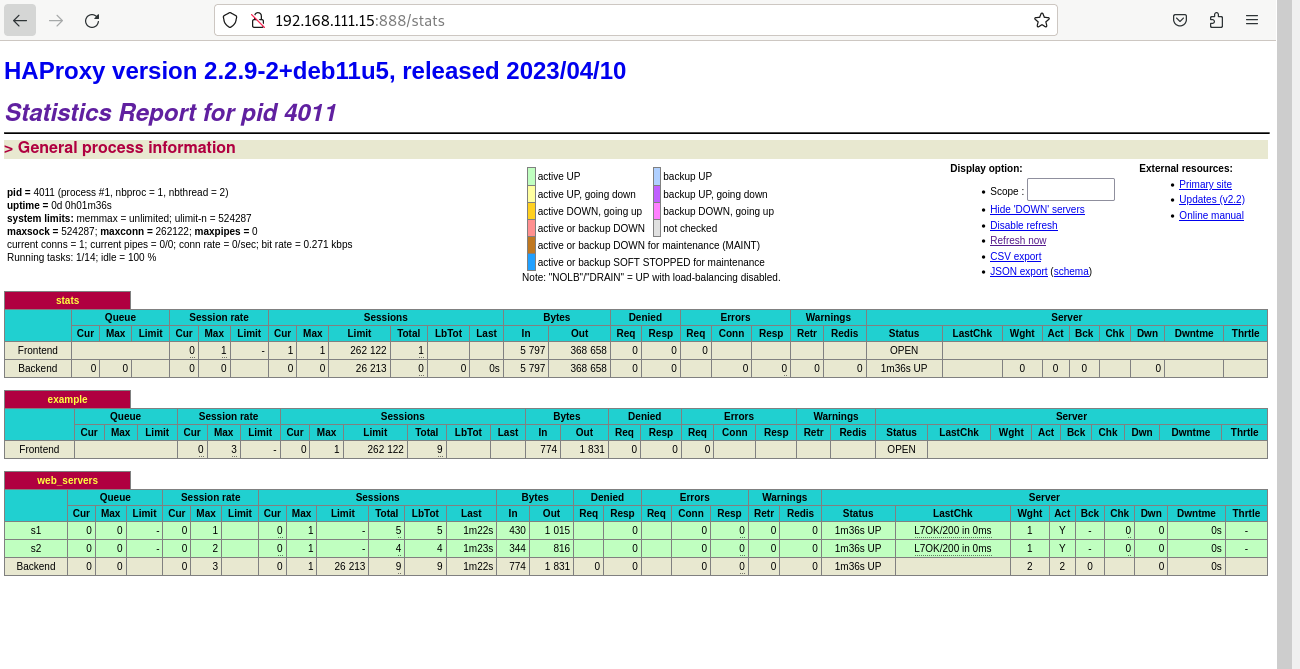 192.168.111.15:888/stats
HAProxy version 2.2.9-2+deb11u5, released 2023/04/10
Statistics Report for pid 4011
> General process information
pid = 4011 (process #1, nbproc = 1, nbthread = 2)
uptime = 0d 0h01m36s
system limits: memmax = unlimited; ulimit-n = 524287
maxsock = 524287; maxconn = 262122; maxpipes = 0
current conns = 1; current pipes = 0/0; conn rate = 0/sec; bit rate = 0.271 kbps
Running tasks: 1/14; idle = 100 %
active UP backup UP
active UP, going down backup UP, going down
active DOWN, going up backup DOWN, going up
active or backup DOWN not checked
active or backup DOWN for maintenance (MAINT)
active or backup SOFT STOPPED for maintenance
Note: "NOLB"/"DRAIN" = UP with load-balancing disabled.
Display option:
• Scope :
• Hide 'DOWN' servers
• Disable refresh
• Refresh now
• CSV export
• JSON export (schema)
External resources:
• Primary site
• Updates (v2.2)
• Online manual
stats
Queue Session rate Sessions Bytes Denied Errors Warnings Server
Cur Max Limit Cur Max Limit Cur Max Limit Total LbTot Last In Out Req Resp Req Conn Resp Retr Redis Status LastChk Wght Act Bck Chk Dwn Dwntme Thrtle
Frontend 0 1 - 1 1 262 122 1 5 797 368 658 0 0 0 OPEN
Backend 0 0 0 0 0 0 26 213 0 0 0s 5 797 368 658 0 0 0 0 0 0 1m36s UP 0 0 0 0
example
Queue Session rate Sessions Bytes Denied Errors Warnings Server
Cur Max Limit Cur Max Limit Cur Max Limit Total LbTot Last In Out Req Resp Req Conn Resp Retr Redis Status LastChk Wght Act Bck Chk Dwn Dwntme Thrtle
Frontend 0 3 - 0 1 262 122 9 774 1 831 0 0 0 OPEN
web_servers
Queue Session rate Sessions Bytes Denied Errors Warnings Server
Cur Max Limit Cur Max Limit Cur Max Limit Total LbTot Last In Out Req Resp Req Conn Resp Retr Redis Status LastChk Wght Act Bck Chk Dwn Dwntme Thrtle
s1 0 0 - 0 1 0 1 - 5 5 1m22s 430 1 015 0 0 0 0 0 1m36s UP L7OK/200 in 0ms 1 Y - 0 0 0s -
s2 0 0 - 0 2 0 1 - 4 4 1m23s 344 816 0 0 0 0 0 1m36s UP L7OK/200 in 0ms 1 Y - 0 0 0s -
Backend 0 0 0 3 0 1 26 213 9 9 1m22s 774 1 831 0 0 0 0 0 0 1m36s UP 2 2 0 0 0s